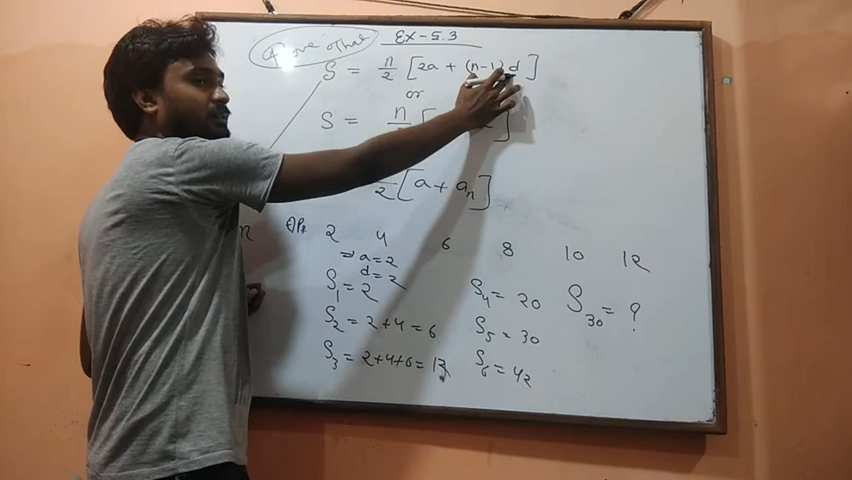 Prove that Ex-5.3
S = n/2 [2a + (n-1)d]
or
S = n
/2 [a + aₙ]
2 4 6 8 10 12
⇒ a = 2
d = 2
S₁ = 2 S₄ = 20 S₃₀ = ?
S₂ = 2+4 = 6 S₅ = 30
S₃ = 2+4+6 = 12 S₆ = 42